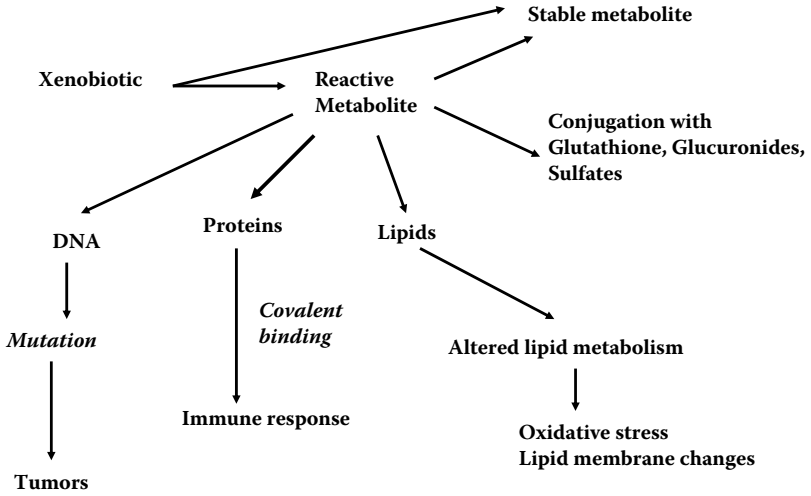 Stable metabolite
Xenobiotic
Reactive
Metabolite
Conjugation with
Glutathione, Glucuronides,
Sulfates
DNA
Proteins
Lipids
Mutation
Covalent
binding
Altered lipid metabolism
Immune response
Oxidative stress
Lipid membrane changes
Tumors